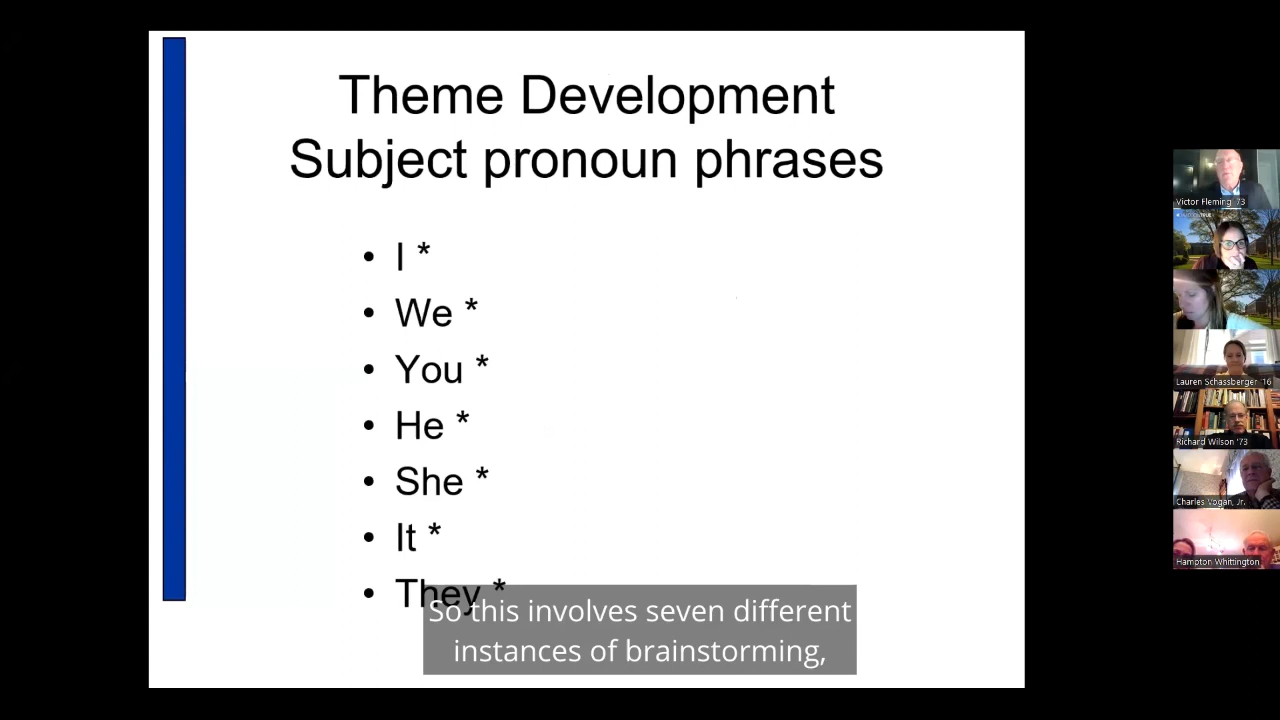 Theme Development
Subject pronoun phrases
• I *
• We *
• You *
• He *
• She *
• It *
• They *
So this involves seven different
instances of brainstorming,
Victor Fleming '73
Lauren Schassberger '16
Richard Wilson '73
Charles Vogan, Jr.
Hampton Whittington